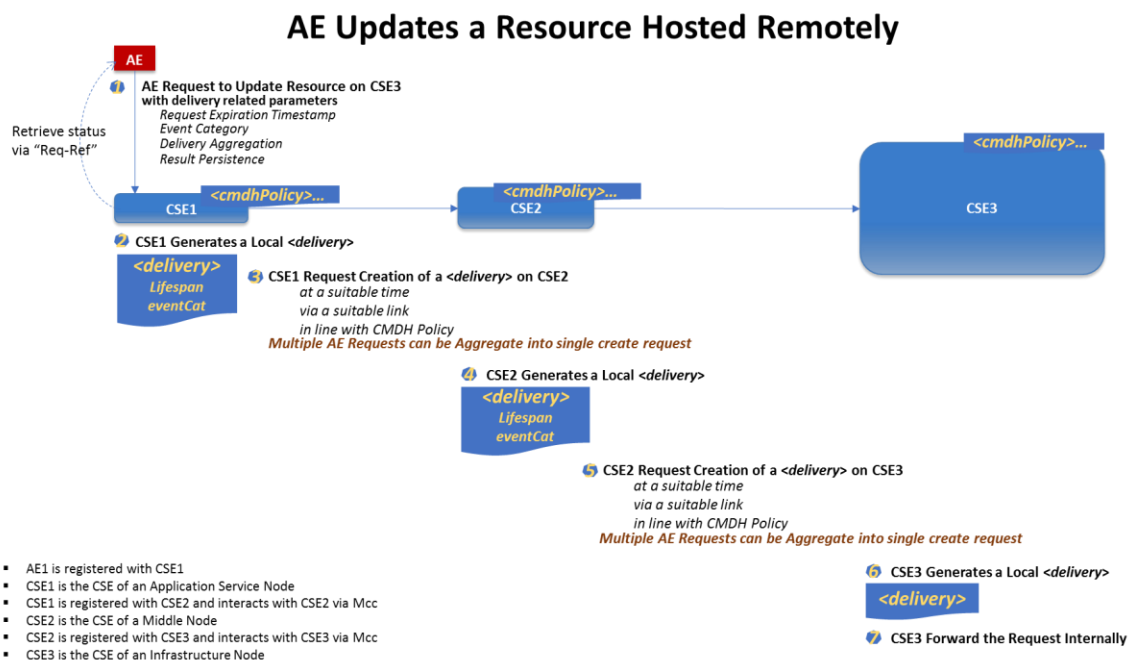 AE Updates a Resource Hosted Remotely
AE
1 AE Request to Update Resource on CSE3
with delivery related parameters
Request Expiration Timestamp
Event Category
Delivery Aggregation
Result Persistence
Retrieve status
via “Req-Ref”
<cmdhPolicy>...
CSE1
<cmdhPolicy>...
CSE2
<cmdhPolicy>...
CSE3
2 CSE1 Generates a Local <delivery>
<delivery>
Lifespan
eventCat
3 CSE1 Request Creation of a <delivery> on CSE2
at a suitable time
via a suitable link
in line with CMDH Policy
Multiple AE Requests can be Aggregate into single create request
4 CSE2 Generates a Local <delivery>
<delivery>
Lifespan
eventCat
5 CSE2 Request Creation of a <delivery> on CSE3
at a suitable time
via a suitable link
in line with CMDH Policy
Multiple AE Requests can be Aggregate into single create request
6 CSE3 Generates a Local <delivery>
<delivery>
7 CSE3 Forward the Request Internally
▪ AE1 is registered with CSE1
▪ CSE1 is the CSE of an Application Service Node
▪ CSE1 is registered with CSE2 and interacts with CSE2 via Mcc
▪ CSE2 is the CSE of a Middle Node
▪ CSE2 is registered with CSE3 and interacts with CSE3 via Mcc
▪ CSE3 is the CSE of an Infrastructure Node